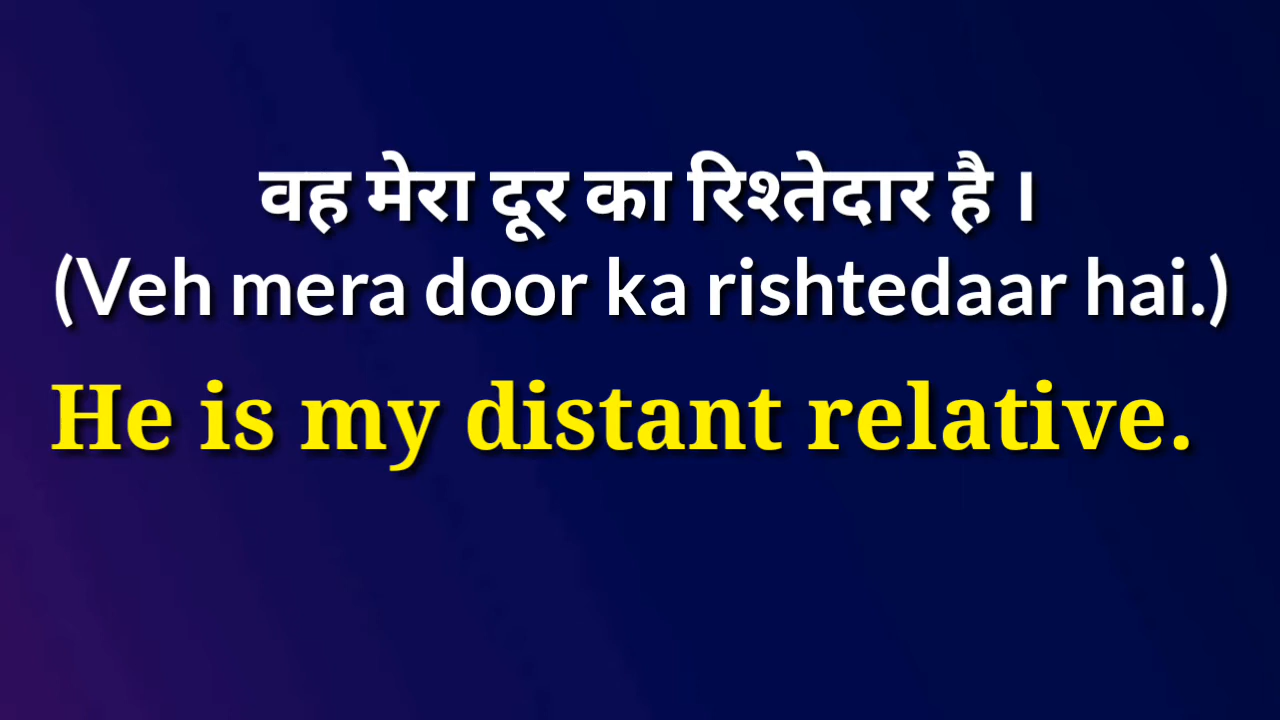 वह मेरा दूर का रिश्तेदार है ।
(Veh mera door ka rishtedaar hai.)
He is my distant relative.